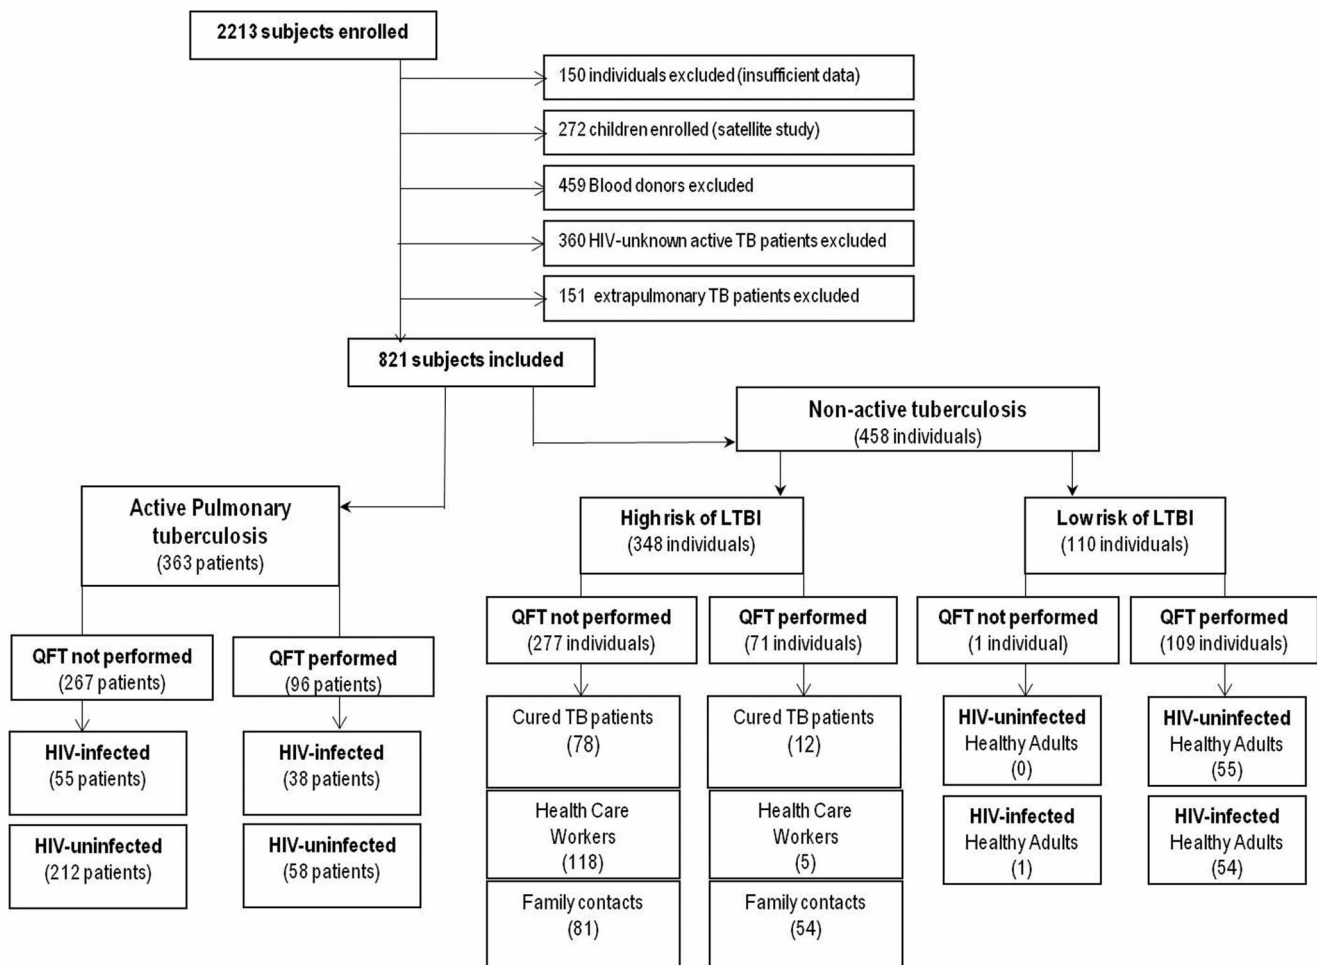 2213 subjects enrolled
150 individuals excluded (insufficient data)
272 children enrolled (satellite study)
459 Blood donors excluded
360 HIV-unknown active TB patients excluded
151 extrapulmonary TB patients excluded
821 subjects included
Non-active tuberculosis
(458 individuals)
Active Pulmonary
tuberculosis
(363 patients)
High risk of LTBI
(348 individuals)
Low risk of LTBI
(110 individuals)
QFT not performed
(267 patients)
QFT performed
(96 patients)
QFT not performed
(277 individuals)
QFT performed
(71 individuals)
QFT not performed
(1 individual)
QFT performed
(109 individuals)
HIV-infected
(55 patients)
HIV-uninfected
(212 patients)
HIV-infected
(38 patients)
HIV-uninfected
(58 patients)
Cured TB patients
(78)
Health Care
Workers
(118)
Family contacts
(81)
Cured TB patients
(12)
Health Care
Workers
(5)
Family contacts
(54)
HIV-uninfected
Healthy Adults
(0)
HIV-infected
Healthy Adults
(1)
HIV-uninfected
Healthy Adults
(55)
HIV-infected
Healthy Adults
(54)